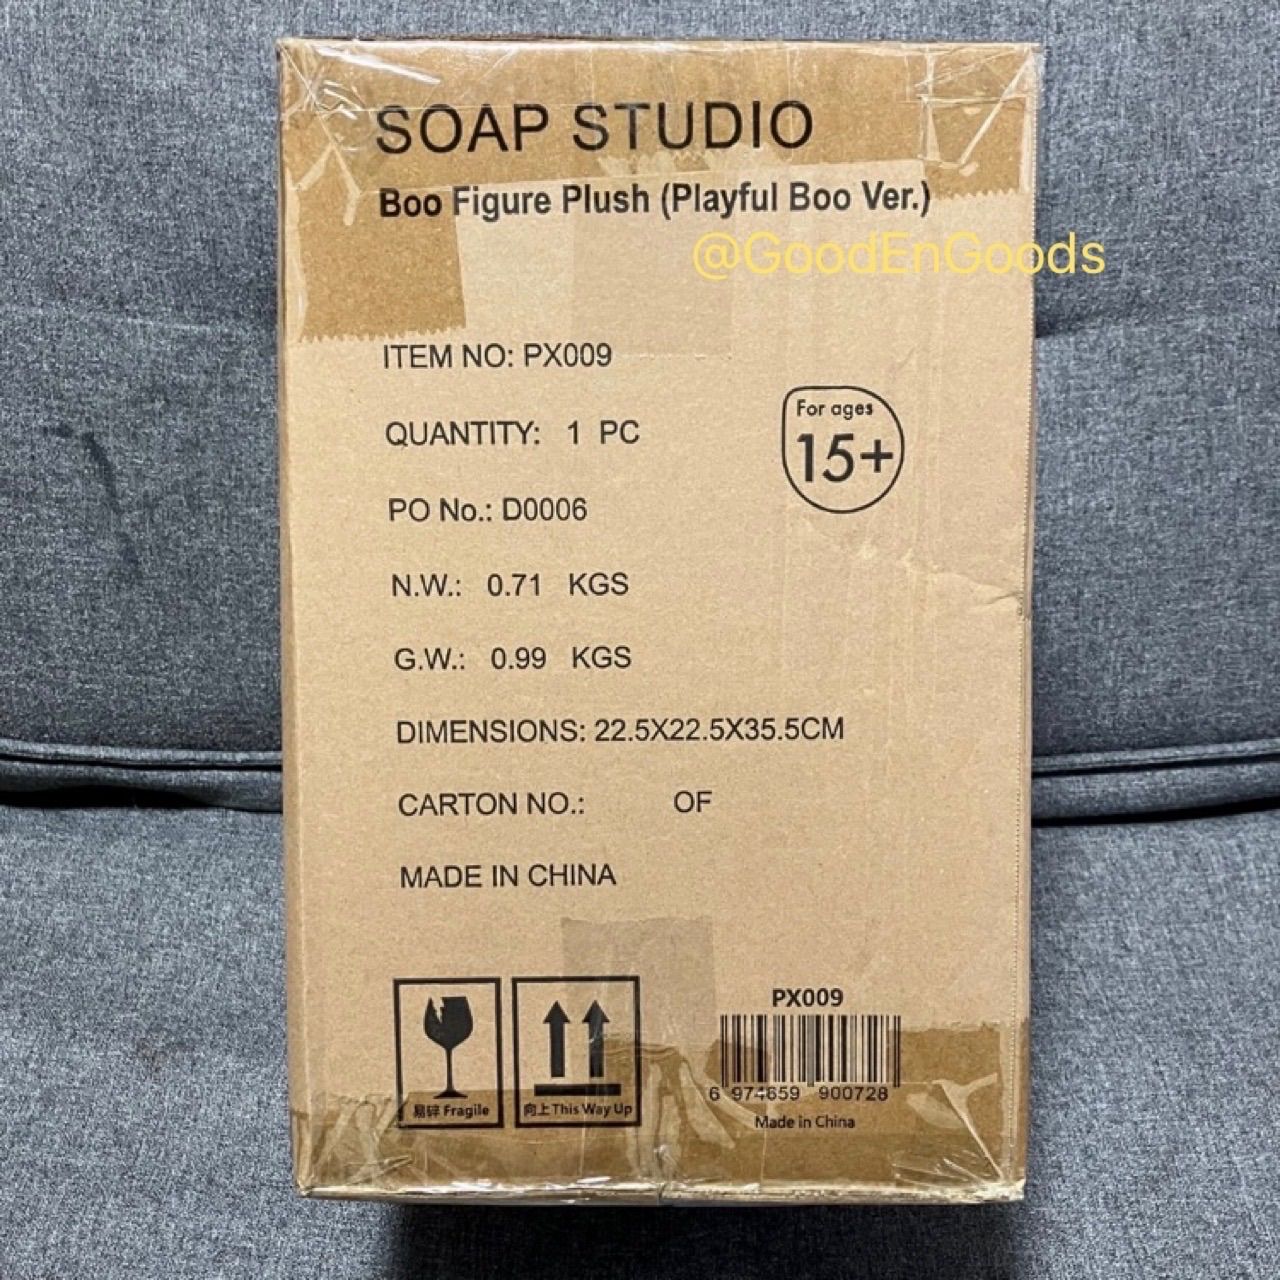 SOAP STUDIO
Boo Figure Plush (Playful Boo Ver.)
@GoodEnGoods
ITEM NO: PX009
For ages
15+
QUANTITY: 1 PC
PO No.: D0006
N.W.: 0.71 KGS
G.W.: 0.99 KGS
DIMENSIONS: 22.5X22.5X35.5CM
CARTON NO.: OF
MADE IN CHINA
易碎 Fragile
向上 This Way Up
PX009
6 974659 900728
Made in China